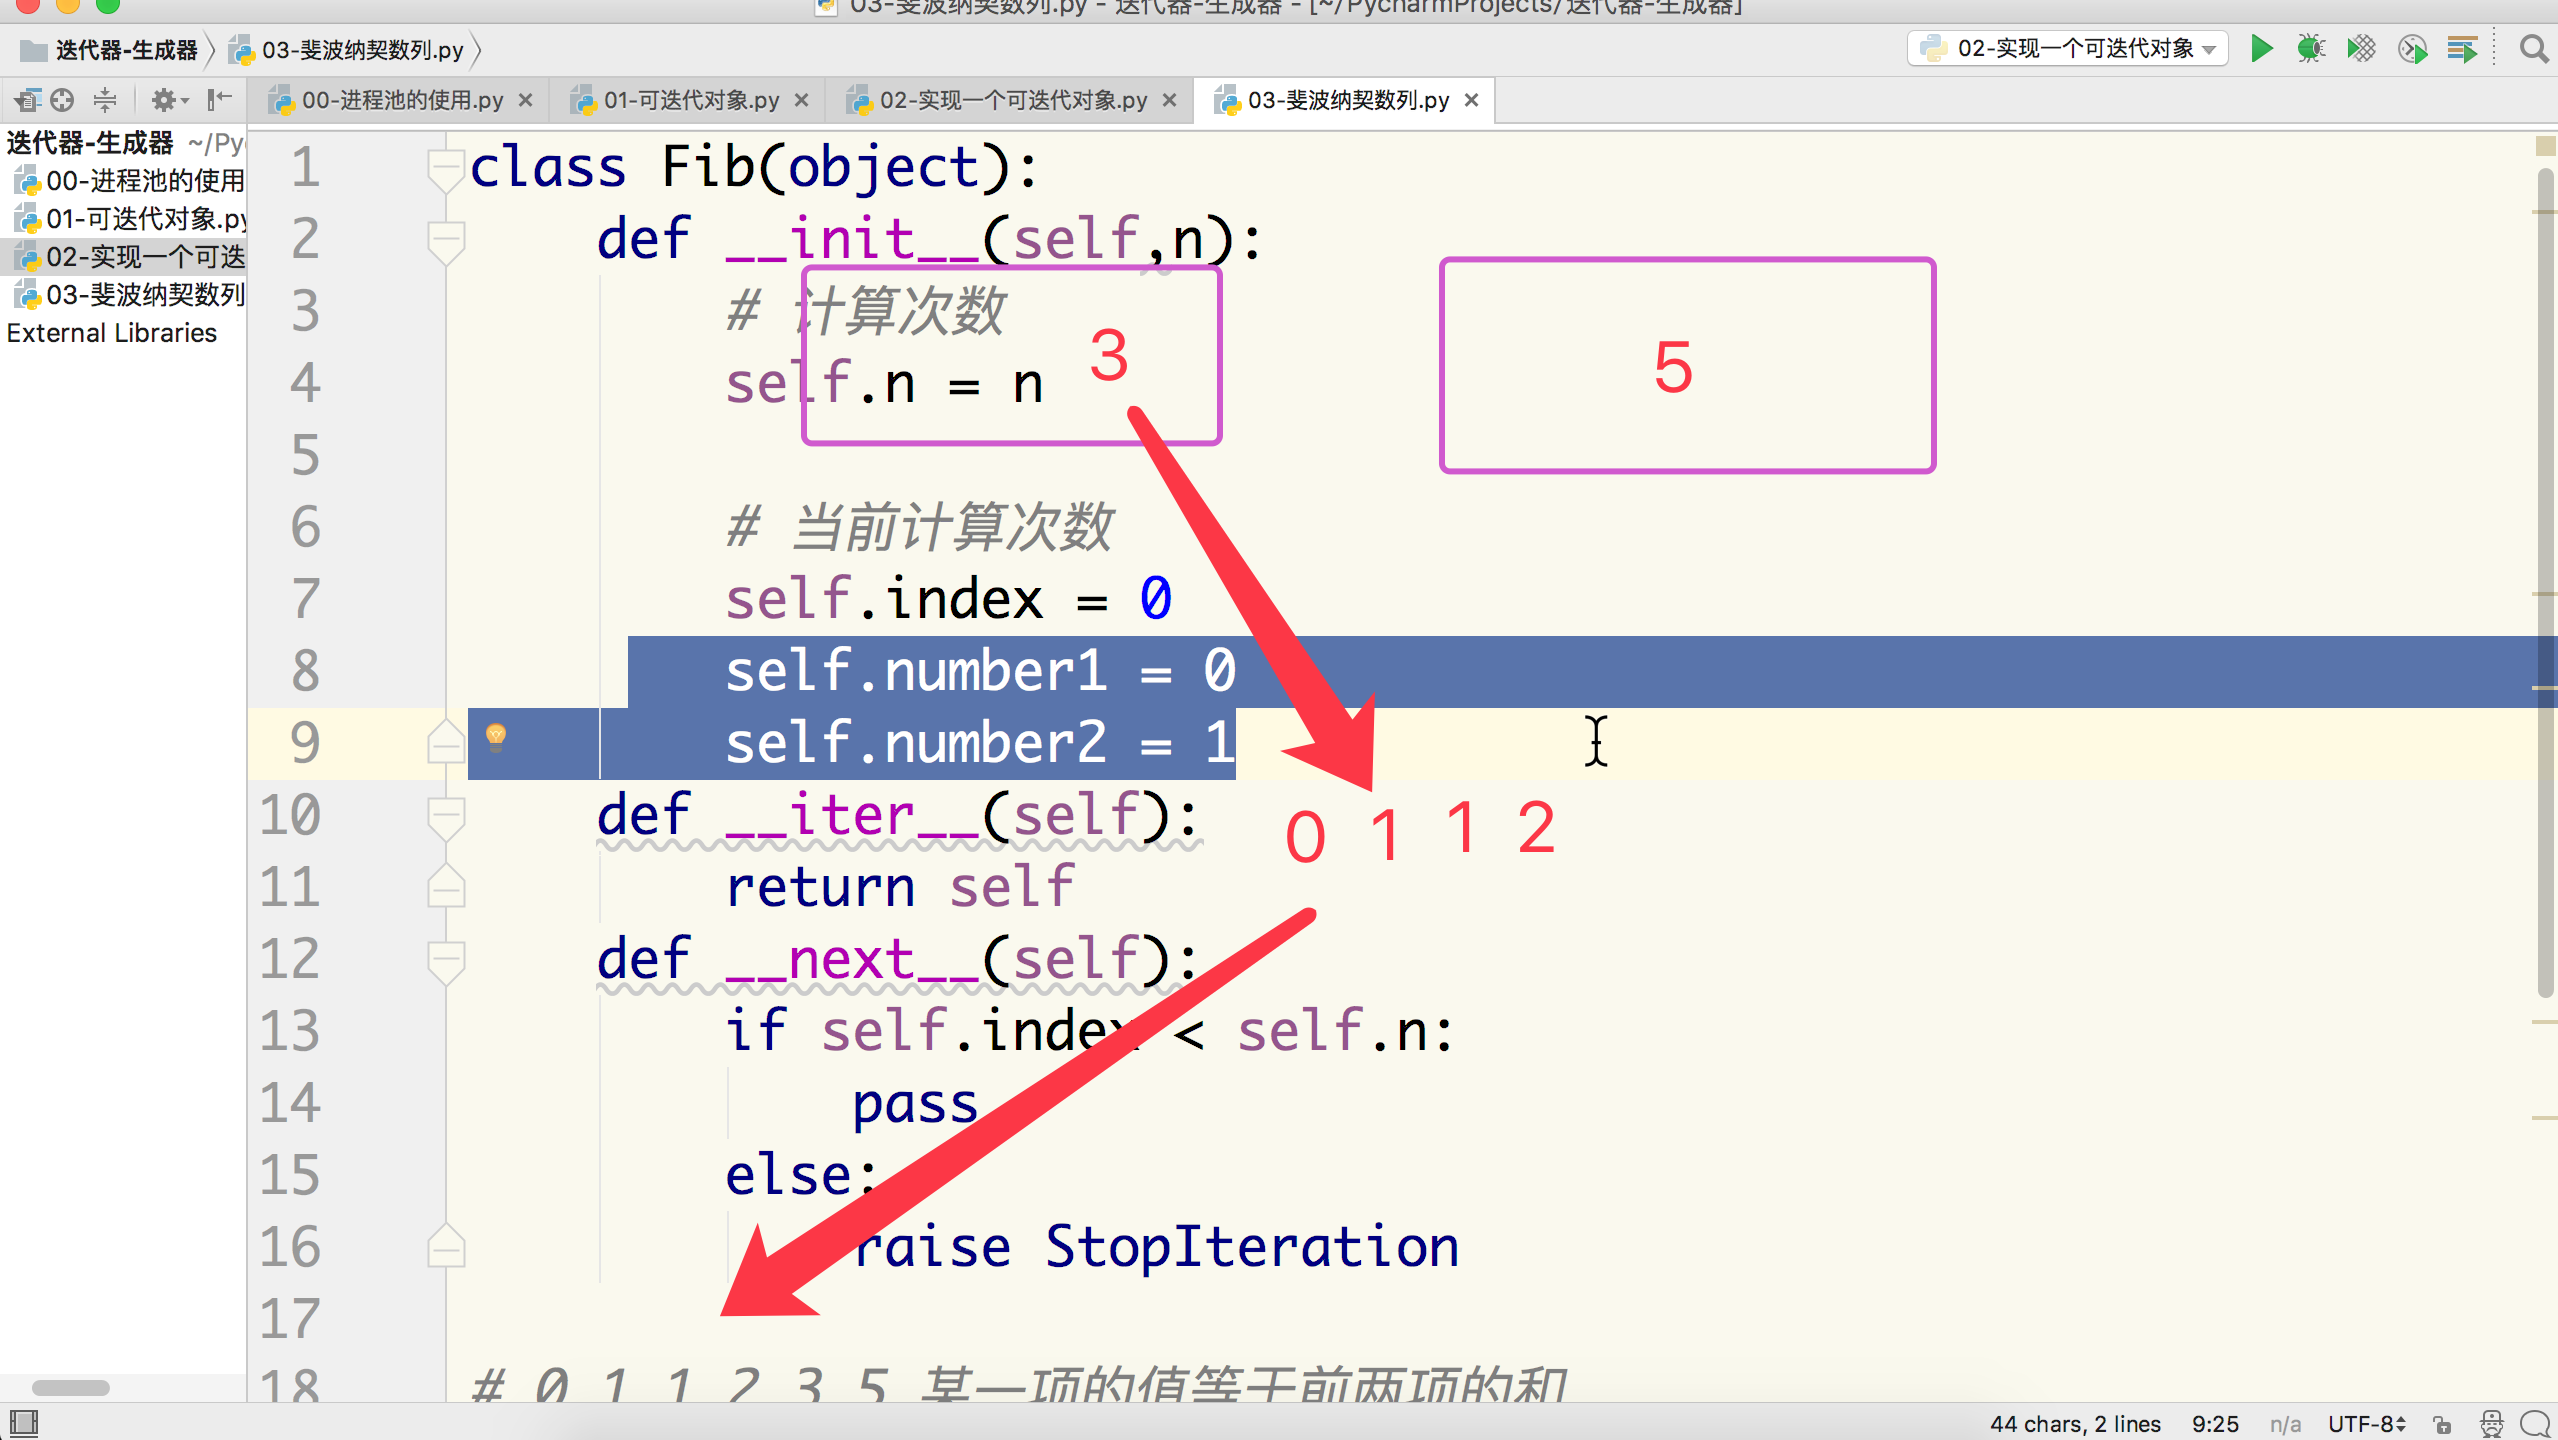 03-斐波纳契数列.py - 迭代器-生成器 - [~/PycharmProjects/迭代器-生成器]
迭代器-生成器
03-斐波纳契数列.py
02-实现一个可迭代对象
00-进程池的使用.py
01-可迭代对象.py
02-实现一个可迭代对象.py
03-斐波纳契数列.py
迭代器-生成器 ~/Py
00-进程池的使用
01-可迭代对象.py
02-实现一个可迭
03-斐波纳契数列
External Libraries
1 class Fib(object):
2 def __init__(self,n):
3 # 计算次数
4 self.n = n
5
6 # 当前计算次数
7 self.index = 0
8 self.number1 = 0
9 self.number2 = 1
10 def __iter__(self):
11 return self
12 def __next__(self):
13 if self.index < self.n:
14 pass
15 else:
16 raise StopIteration
17
18 # 0 1 1 2 3 5 某一项的值等于前两项的和
3
5
0 1 1 2
44 chars, 2 lines 9:25 n/a UTF-8